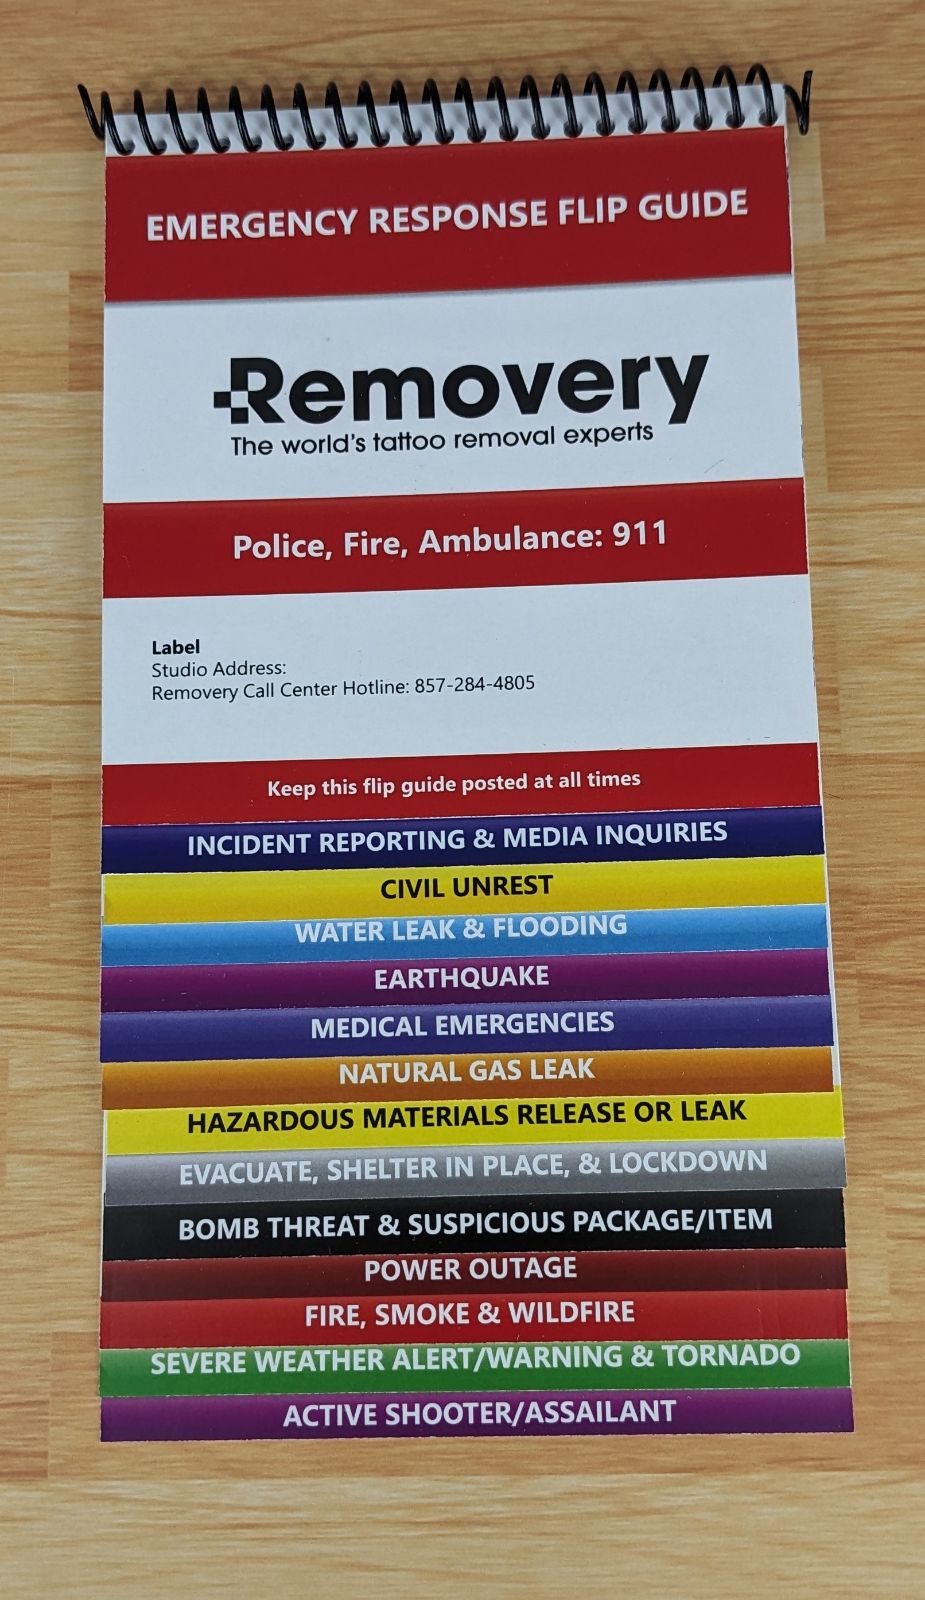 EMERGENCY RESPONSE FLIP GUIDE
Removery
The world's tattoo removal experts
Police, Fire, Ambulance: 911
Label
Studio Address:
Removery Call Center Hotline: 857-284-4805
Keep this flip guide posted at all times
INCIDENT REPORTING & MEDIA INQUIRIES
CIVIL UNREST
WATER LEAK & FLOODING
EARTHQUAKE
MEDICAL EMERGENCIES
NATURAL GAS LEAK
HAZARDOUS MATERIALS RELEASE OR LEAK
EVACUATE, SHELTER IN PLACE, & LOCKDOWN
BOMB THREAT & SUSPICIOUS PACKAGE/ITEM
POWER OUTAGE
FIRE, SMOKE & WILDFIRE
SEVERE WEATHER ALERT/WARNING & TORNADO
ACTIVE SHOOTER/ASSAILANT